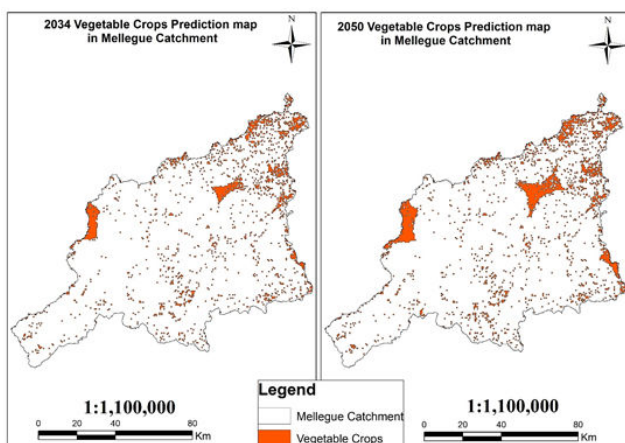 2034 Vegetable Crops Prediction map
in Mellegue Catchment
N
2050 Vegetable Crops Prediction map
in Mellegue Catchment
N
1:1,100,000
0 20 40 80
Km
Legend
Mellegue Catchment
Vegetable Crops
1:1,100,000
0 20 40 80
Km